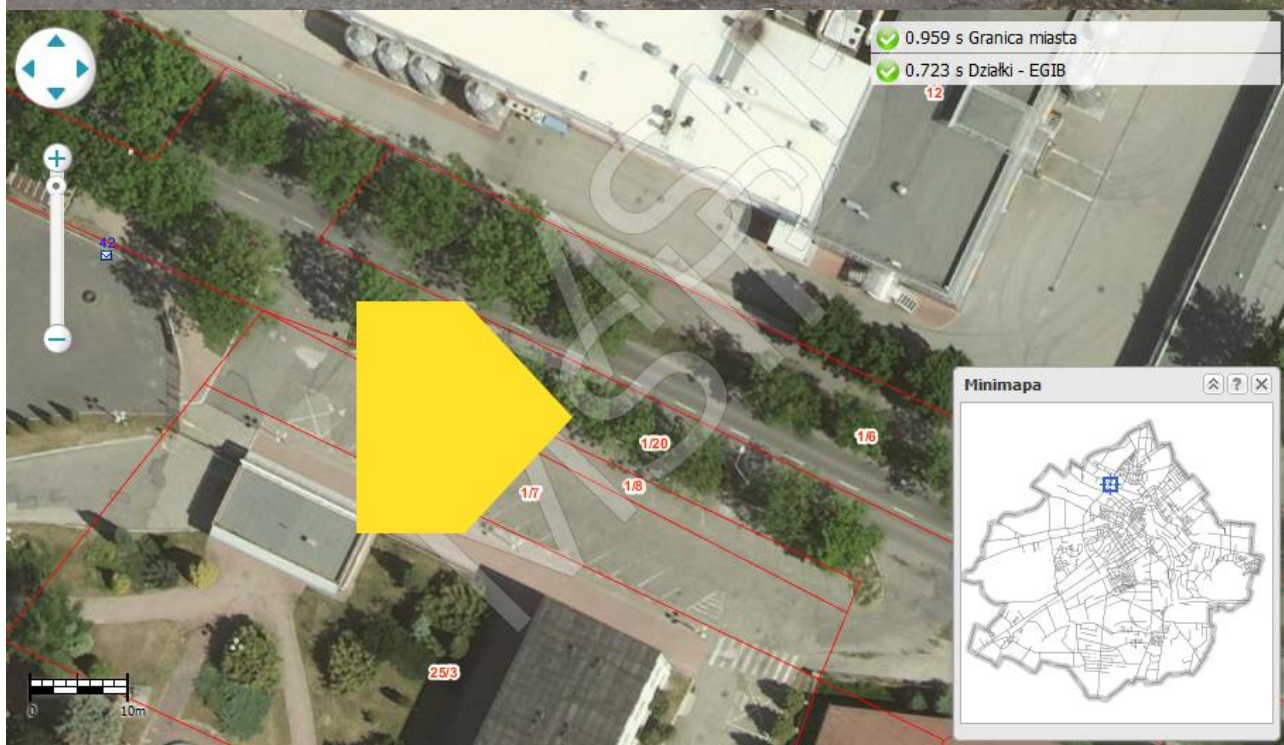 0.959 s Granica miasta
0.723 s Działki - EGIB
12
42
Minimapa
1/20
1/6
1/8
1/7
25/3
0
10m